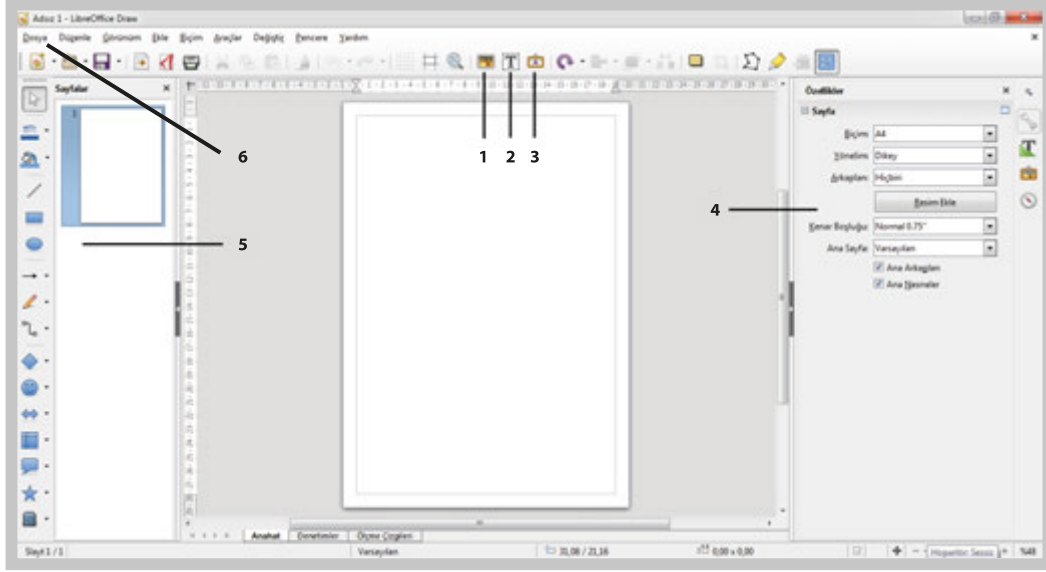 Adsız 1 - LibreOffice Draw
Dosya Düzenle Görünüm Ekle Biçim Araçlar Değiştir Pencere Yardım
Sayfalar
Özellikler
1
Sayfa
Biçim: A4
6
1 2 3
Yönelim: Dikey
Arkaplan: Hiçbiri
Resim Ekle
4
Kenar Boşluğu: Normal 0.75"
5
Ana Sayfa: Varsayılan
Ana Arkaplan
Ana Nesneler
Anahat Denetimler Ölçme Çizgileri
Slayt 1 / 1 Varsayılan 31,08 / 21,16 0,00 x 0,00 %48